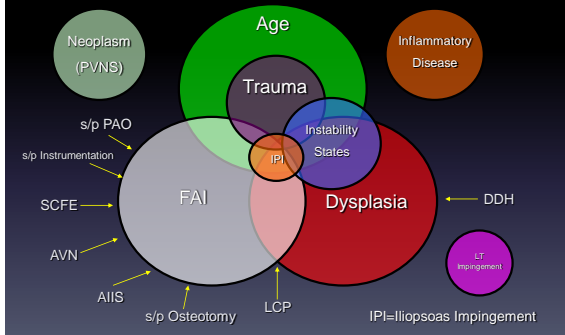 Age
Neoplasm
(PVNS)
Inflammatory
Disease
Trauma
s/p PAO
Instability
States
s/p Instrumentation
IPI
FAI
Dysplasia
SCFE
DDH
AVN
LT
Impingement
AIIS
LCP
s/p Osteotomy
IPI=Iliopsoas Impingement